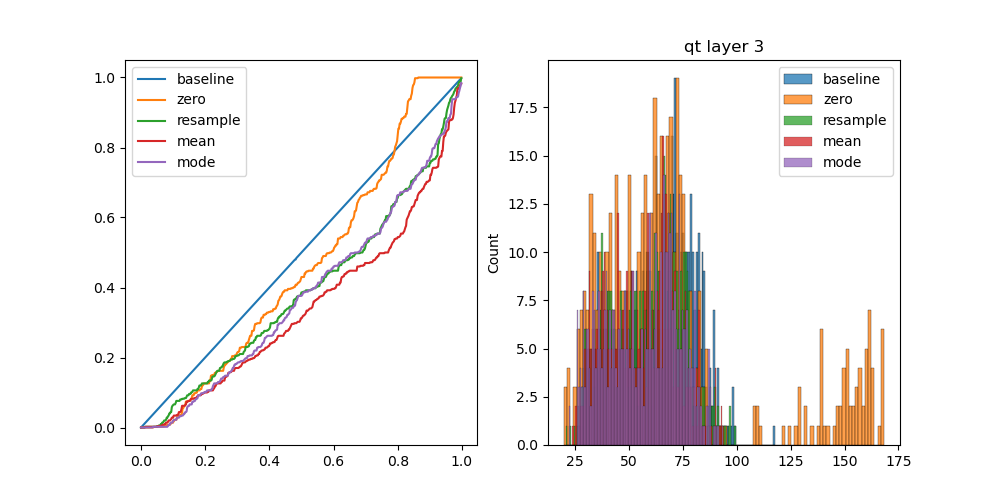 qt layer 3
baseline
zero
resample
mean
mode
1.0
0.8
0.6
0.4
0.2
0.0
0.0 0.2 0.4 0.6 0.8 1.0
baseline
zero
resample
mean
mode
Count
17.5
15.0
12.5
10.0
7.5
5.0
2.5
0.0
25 50 75 100 125 150 175